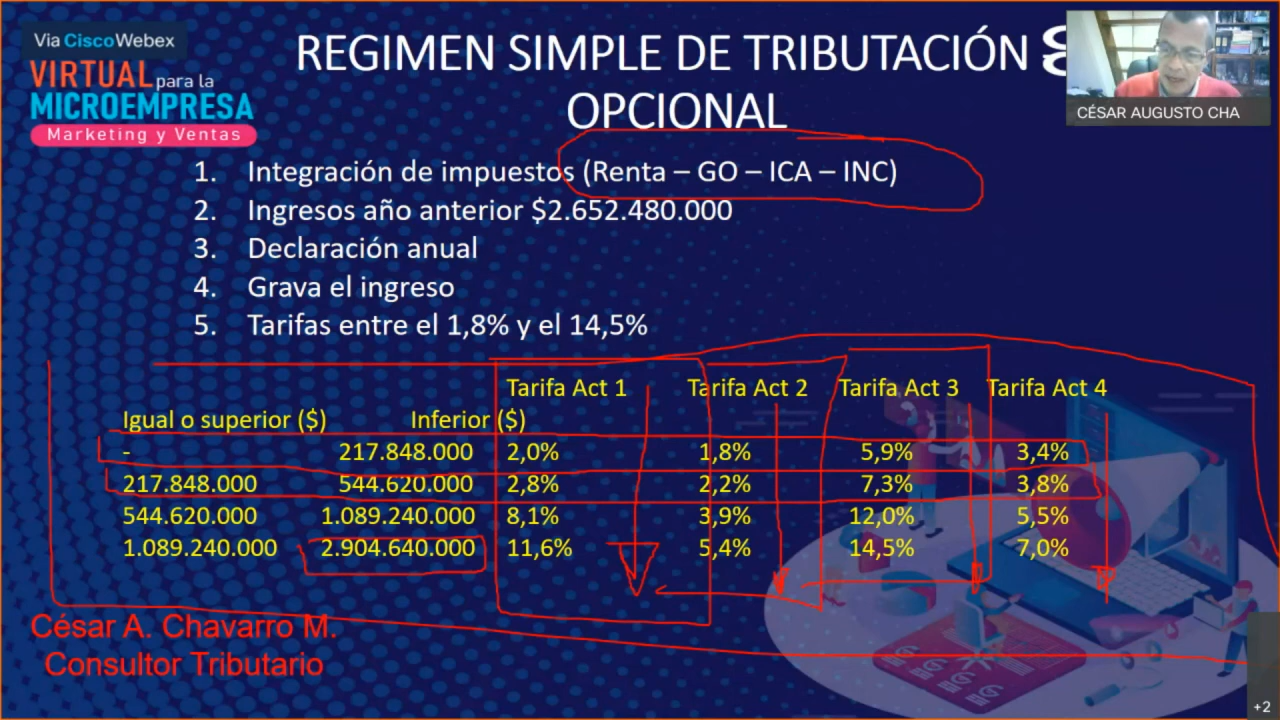 Via Cisco Webex
VIRTUAL para la
MICROEMPRESA
Marketing y Ventas
REGIMEN SIMPLE DE TRIBUTACIÓN
OPCIONAL
CÉSAR AUGUSTO CHA
1. Integración de impuestos (Renta – GO – ICA – INC)
2. Ingresos año anterior $2.652.480.000
3. Declaración anual
4. Grava el ingreso
5. Tarifas entre el 1,8% y el 14,5%
Tarifa Act 1 Tarifa Act 2 Tarifa Act 3 Tarifa Act 4
Igual o superior ($) Inferior ($)
- 217.848.000 2,0% 1,8% 5,9% 3,4%
217.848.000 544.620.000 2,8% 2,2% 7,3% 3,8%
544.620.000 1.089.240.000 8,1% 3,9% 12,0% 5,5%
1.089.240.000 2.904.640.000 11,6% 5,4% 14,5% 7,0%
César A. Chavarro M.
Consultor Tributario
+2